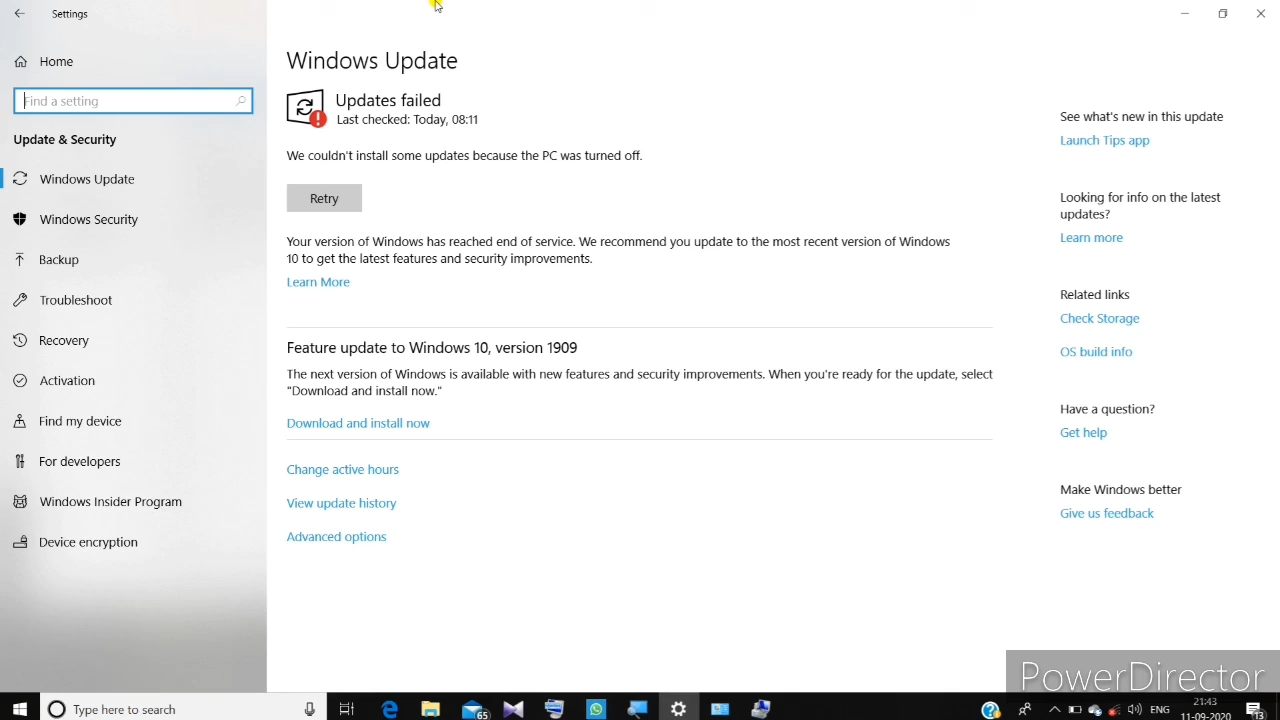 Settings
Home
Find a setting
Update & Security
Windows Update
Windows Security
Backup
Troubleshoot
Recovery
Activation
Find my device
For developers
Windows Insider Program
Device encryption
Windows Update
Updates failed
Last checked: Today, 08:11
We couldn't install some updates because the PC was turned off.
Retry
Your version of Windows has reached end of service. We recommend you update to the most recent version of Windows
10 to get the latest features and security improvements.
Learn More
Feature update to Windows 10, version 1909
The next version of Windows is available with new features and security improvements. When you're ready for the update, select
"Download and install now."
Download and install now
Change active hours
View update history
Advanced options
See what's new in this update
Launch Tips app
Looking for info on the latest
updates?
Learn more
Related links
Check Storage
OS build info
Have a question?
Get help
Make Windows better
Give us feedback
PowerDirector
Type here to search
65
ENG
21:43
11-09-2020
13